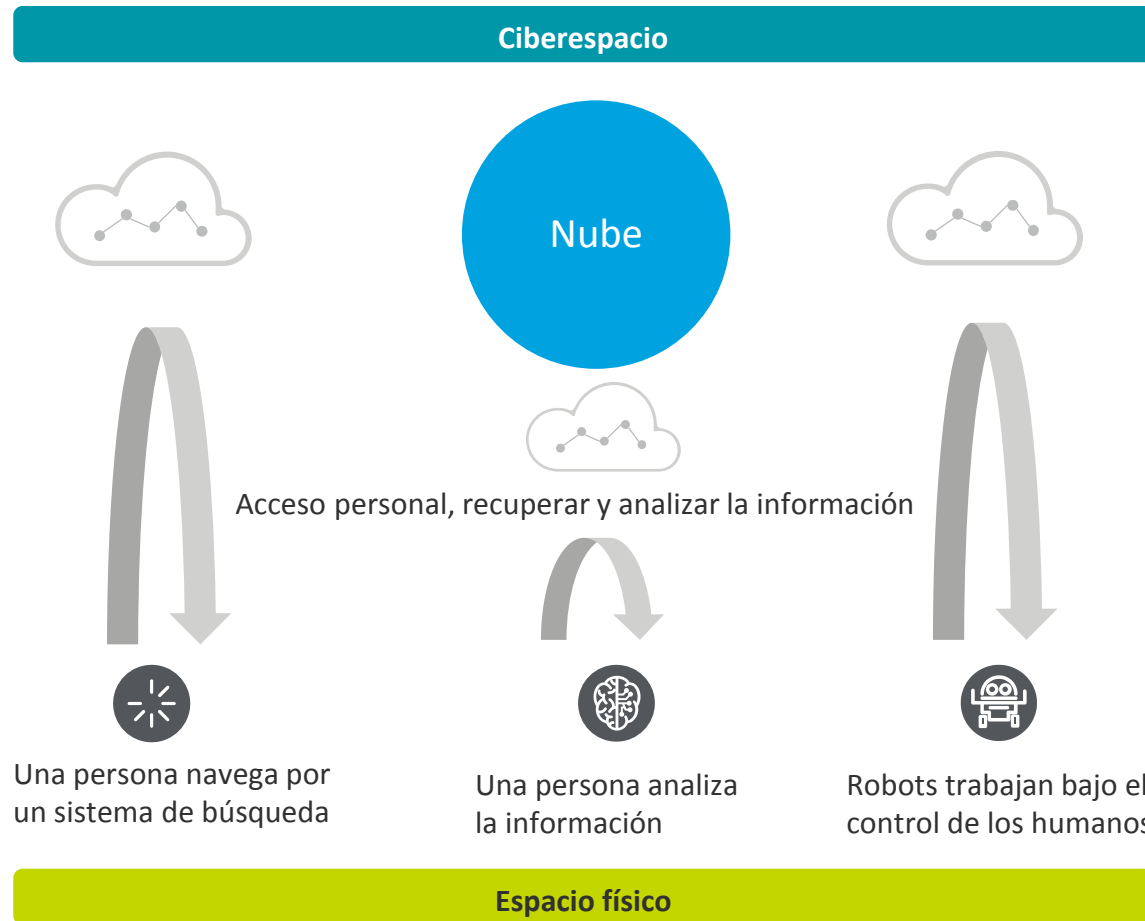 Ciberespacio
Nube
Acceso personal, recuperar y analizar la información
Una persona navega por
un sistema de búsqueda
Una persona analiza
la información
Robots trabajan bajo el
control de los humanos
Espacio físico